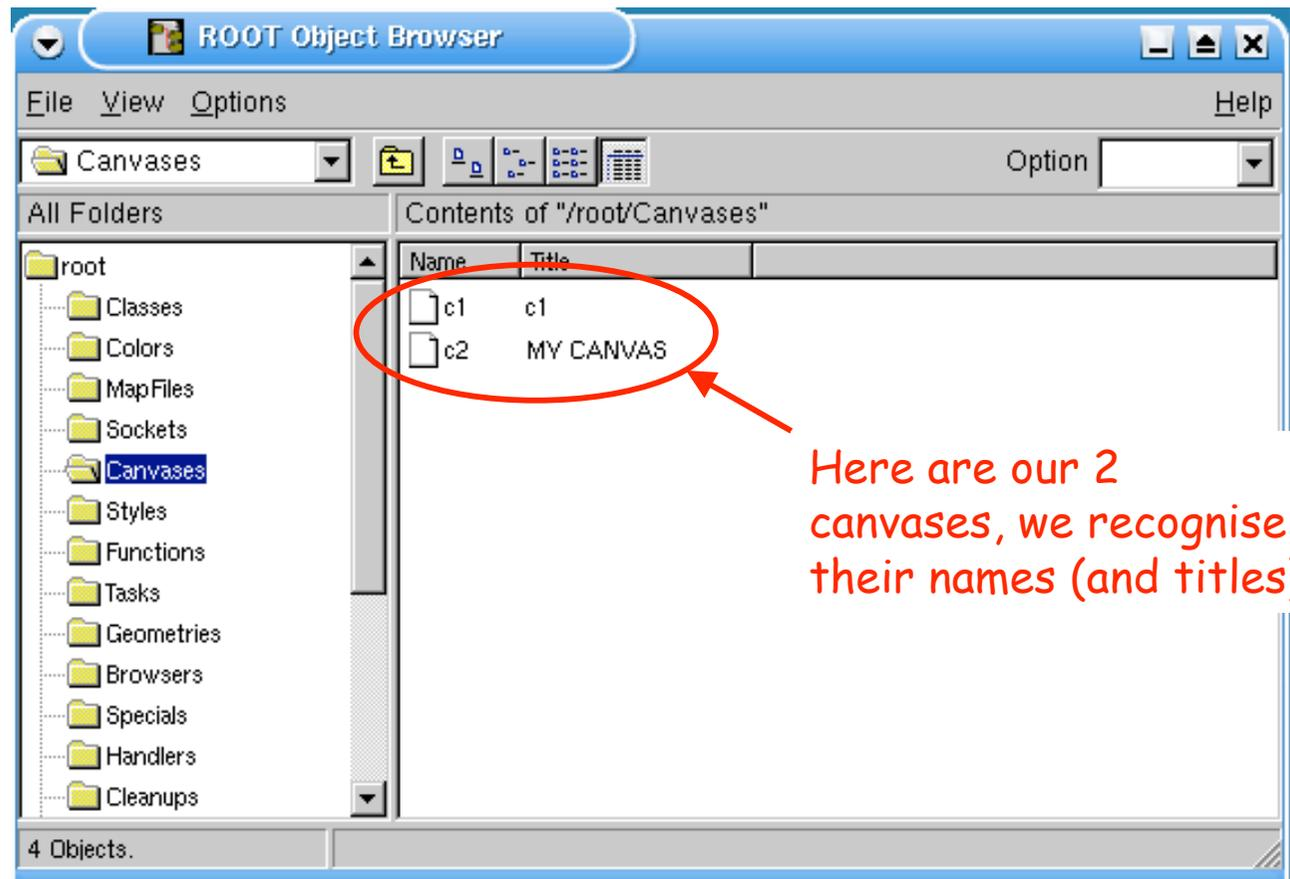 ROOT Object Browser
File View Options Help
Canvases Option
All Folders Contents of "/root/Canvases"
root
Classes
Colors
MapFiles
Sockets
Canvases
Styles
Functions
Tasks
Geometries
Browsers
Specials
Handlers
Cleanups
Name Title
c1 c1
c2 MY CANVAS
Here are our 2
canvases, we recognise
their names (and titles)
4 Objects.